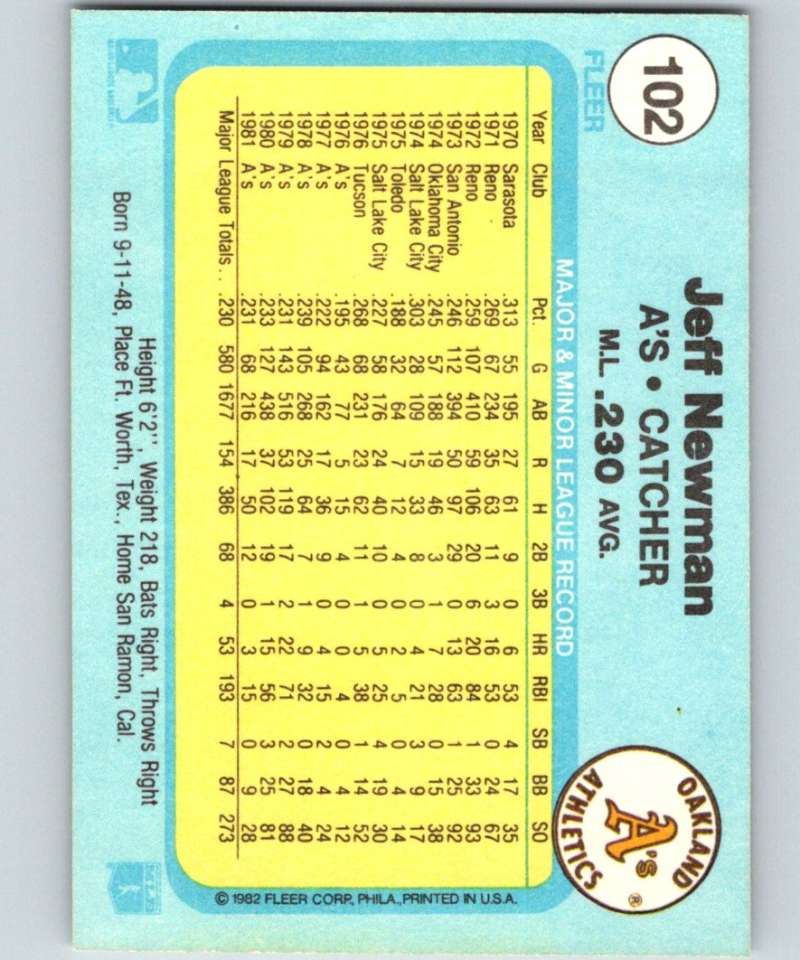 102
FLEER
Jeff Newman
A'S • CATCHER
M.L. .230 AVG.
OAKLAND
A's
ATHLETICS
®
MAJOR & MINOR LEAGUE RECORD
Year Club Pct. G AB R H 2B 3B HR RBI SB BB SO
1970 Sarasota .313 55 195 27 61 9 0 6 53 4 17 35
1971 Reno .269 67 234 35 63 11 3 16 53 0 24 67
1972 Reno .259 107 410 59 106 20 6 20 84 1 33 93
1973 San Antonio .246 112 394 50 97 29 0 13 63 1 25 92
1974 Oklahoma City .245 57 188 19 46 3 1 7 28 0 15 38
1974 Salt Lake City .303 28 109 15 33 8 0 4 21 3 9 17
1975 Toledo .188 32 64 7 12 4 0 2 5 0 4 14
1975 Salt Lake City .227 58 176 24 40 10 0 5 25 4 19 30
1976 Tucson .268 68 231 23 62 11 1 5 38 1 14 52
1976 A's .195 43 77 5 15 4 0 0 4 0 4 12
1977 A's .222 94 162 17 36 9 0 4 15 2 4 24
1978 A's .239 105 268 25 64 7 1 9 32 0 18 40
1979 A's .231 143 516 53 119 17 2 22 71 2 27 88
1980 A's .233 127 438 37 102 19 1 15 56 3 25 81
1981 A's .231 68 216 17 50 12 0 3 15 0 9 28
Major League Totals .. .230 580 1677 154 386 68 4 53 193 7 87 273
© 1982 FLEER CORP., PHILA., PRINTED IN U.S.A.
Height 6'2", Weight 218, Bats Right, Throws Right
Born 9-11-48, Place Ft. Worth, Tex., Home San Ramon, Cal.